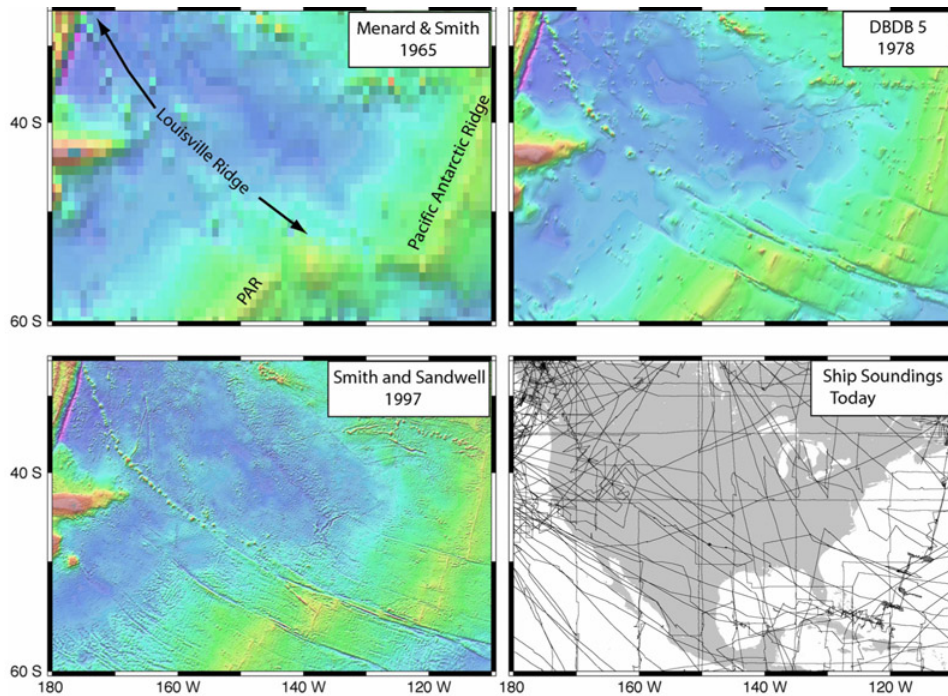 Menard & Smith
1965
Louisville Ridge
Pacific Antarctic Ridge
PAR
40 S
60 S
DBDB 5
1978
Smith and Sandwell
1997
40 S
60 S
180
160 W
140 W
120 W
Ship Soundings
Today
180
160 W
140 W
120 W